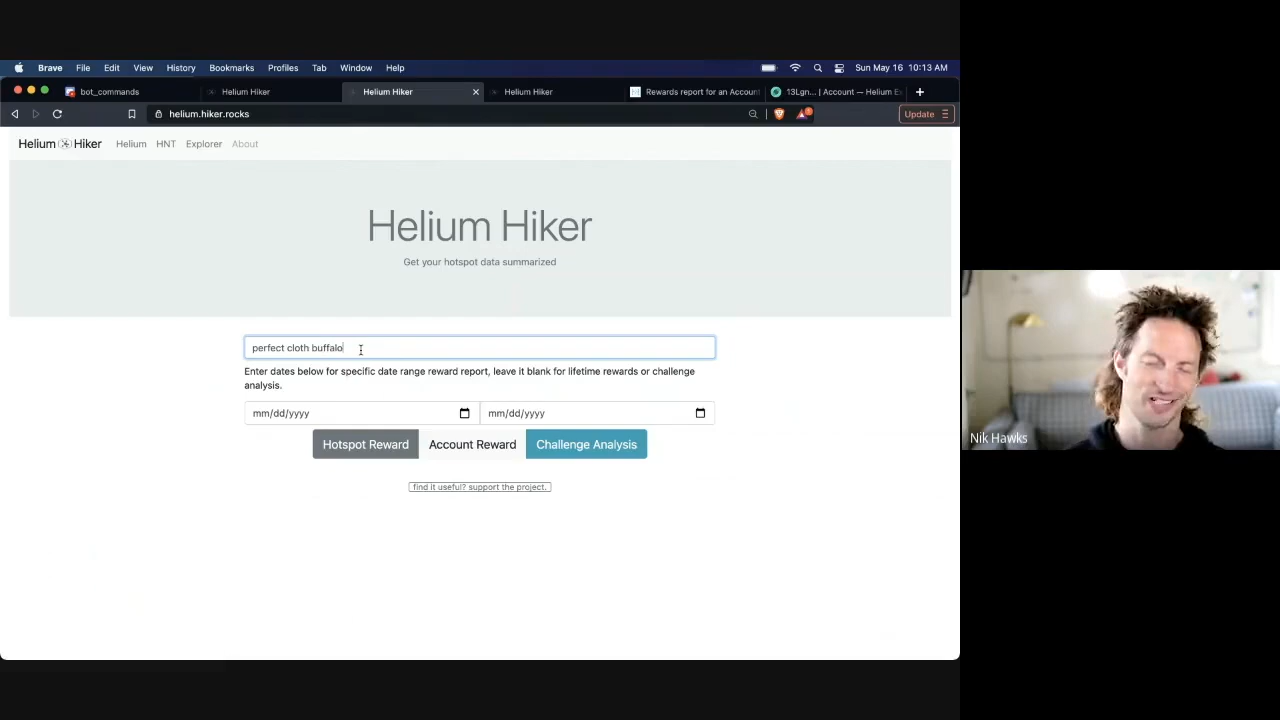 Brave File Edit View History Bookmarks Profiles Tab Window Help Sun May 16 10:13 AM
bot_commands Helium Hiker Helium Hiker Helium Hiker Rewards report for an Account 13Lgn... | Account — Helium Ex
helium.hiker.rocks Update
Helium Hiker Helium HNT Explorer About
Helium Hiker
Get your hotspot data summarized
perfect cloth buffalo
Enter dates below for specific date range reward report, leave it blank for lifetime rewards or challenge
analysis.
mm/dd/yyyy mm/dd/yyyy
Hotspot Reward Account Reward Challenge Analysis
find it useful? support the project.
Nik Hawks